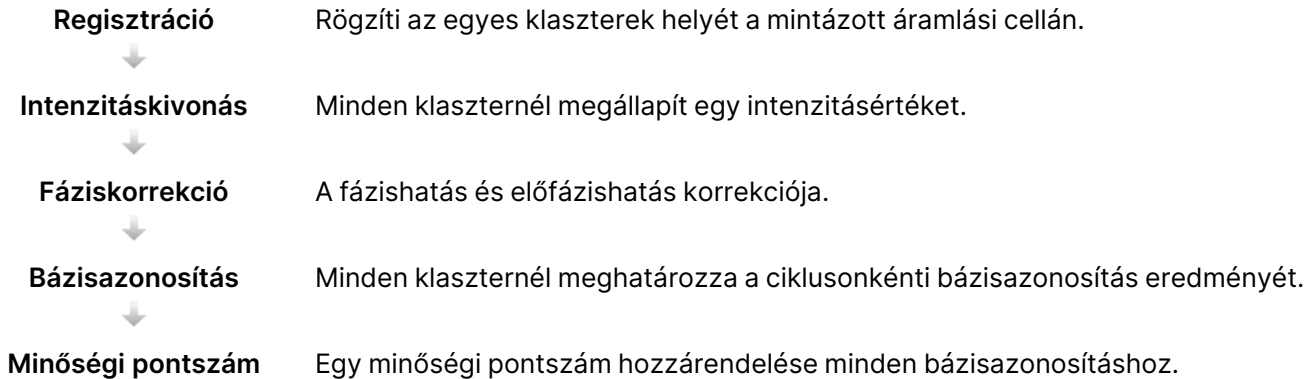 Regisztráció Rögzíti az egyes klaszterek helyét a mintázott áramlási cellán.
Intenzitáskivonás Minden klaszternél megállapít egy intenzitásértéket.
Fáziskorrekció A fázishatás és előfázishatás korrekciója.
Bázisazonosítás Minden klaszternél meghatározza a ciklusonkénti bázisazonosítás eredményét.
Minőségi pontszám Egy minőségi pontszám hozzárendelése minden bázisazonosításhoz.